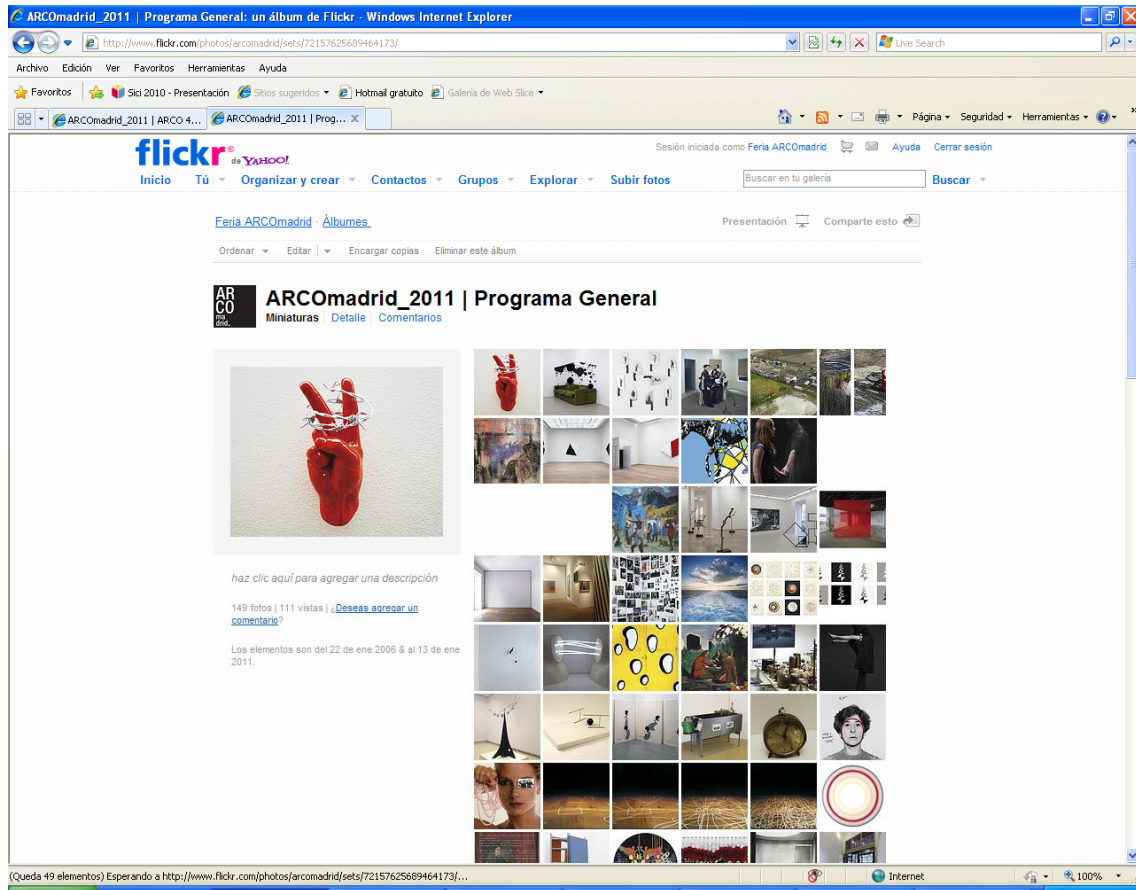 ARCOmadrid_2011 | Programa General: un álbum de Flickr - Windows Internet Explorer
http://www.flickr.com/photos/arcomadrid/sets/72157625689464173/
Live Search
Archivo Edición Ver Favoritos Herramientas Ayuda
Favoritos Sici 2010 - Presentación Sitios sugeridos Hotmail gratuito Galería de Web Slice
ARCOmadrid_2011 | ARCO 4... ARCOmadrid_2011 | Prog... Página Seguridad Herramientas
flickr® de YAHOO!
Sesión iniciada como Feria ARCOmadrid Ayuda Cerrar sesión
Inicio Tú Organizar y crear Contactos Grupos Explorar Subir fotos Buscar en tu galería Buscar
Feria ARCOmadrid · Álbumes Presentación Comparte esto
Ordenar Editar Encargar copias Eliminar este álbum
AR
CO
ma
drid_
ARCOmadrid_2011 | Programa General
Miniaturas Detalle Comentarios
haz clic aquí para agregar una descripción
149 fotos | 111 vistas | ¿Deseas agregar un
comentario?
Los elementos son del 22 de ene 2006 & al 13 de ene
2011.
(Queda 49 elementos) Esperando a http://www.flickr.com/photos/arcomadrid/sets/72157625689464173/...
Internet
100%